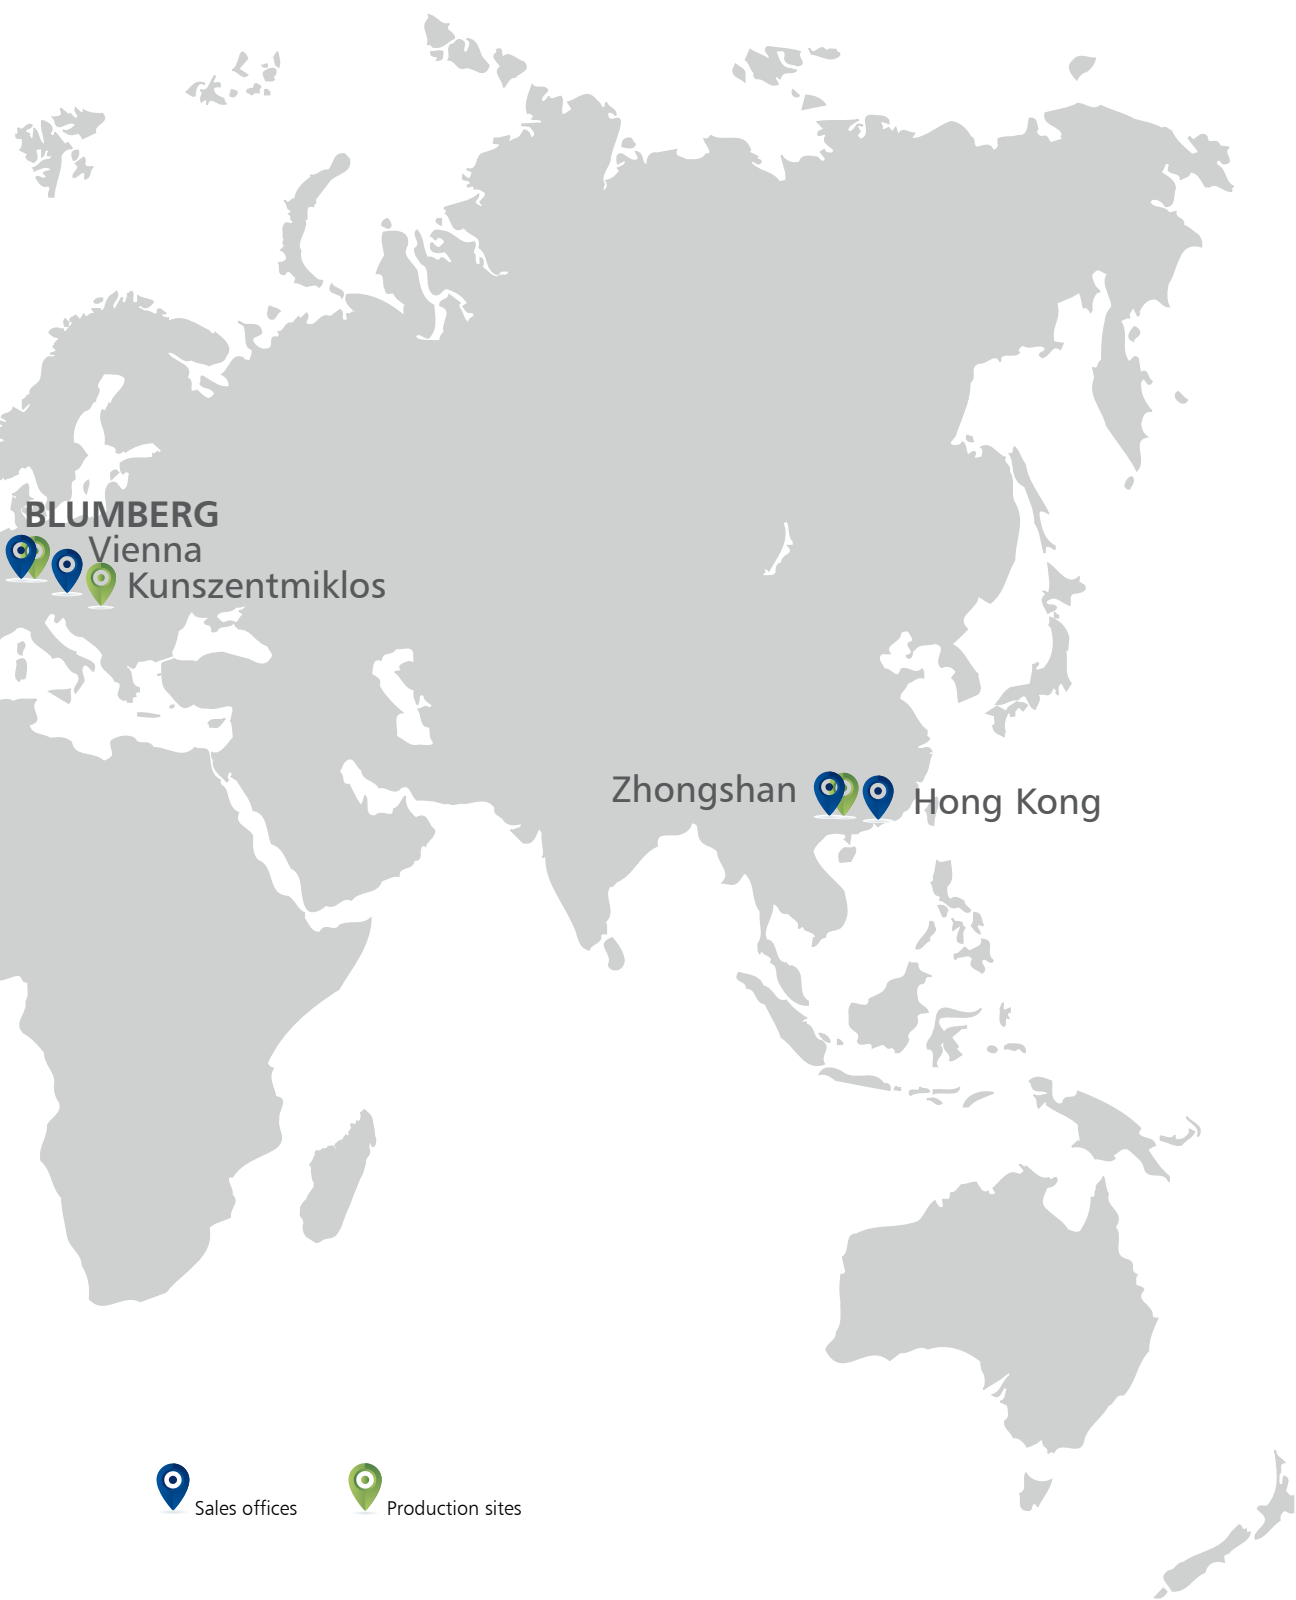 BLUMBERG
Vienna
Kunszentmiklos
Zhongshan
Hong Kong
Sales offices
Production sites